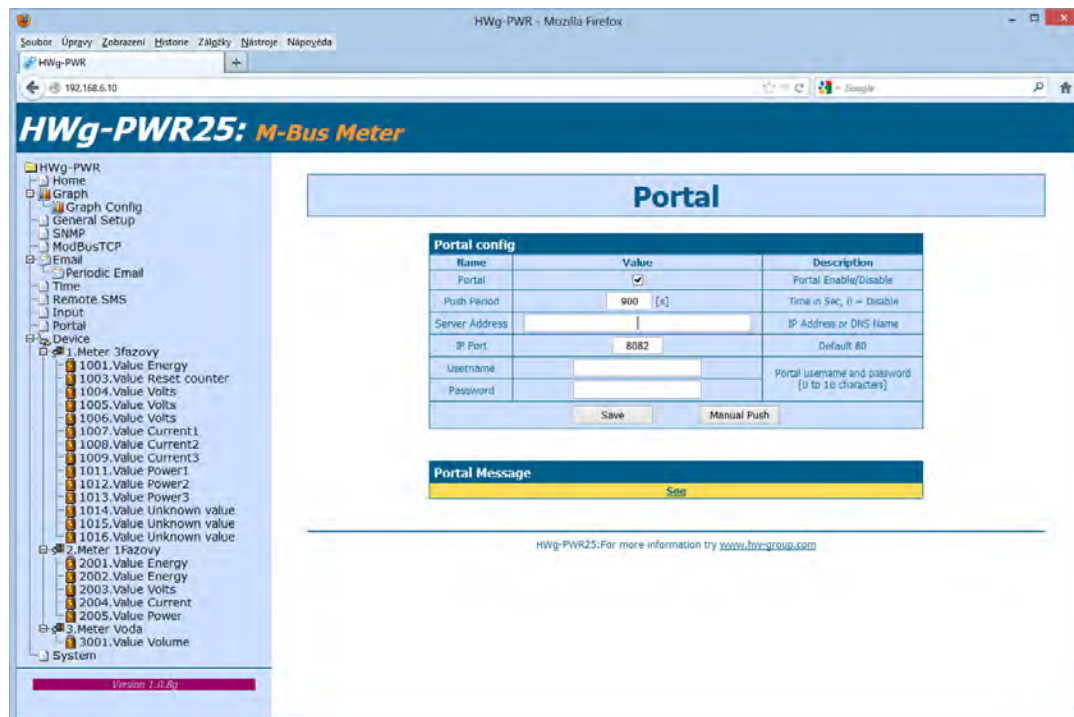 HWg-PWR - Mozilla Firefox
Soubor Úpravy Zobrazení Historie Záložky Nástroje Nápověda
HWg-PWR
192.168.6.10
Google
HWg-PWR25: M-Bus Meter
HWg-PWR
Home
Graph
Graph Config
General Setup
SNMP
ModBusTCP
Email
Periodic Email
Time
Remote SMS
Input
Portal
Device
1.Meter 3fazovy
1001.Value Energy
1003.Value Reset counter
1004.Value Volts
1005.Value Volts
1006.Value Volts
1007.Value Current1
1008.Value Current2
1009.Value Current3
1011.Value Power1
1012.Value Power2
1013.Value Power3
1014.Value Unknown value
1015.Value Unknown value
1016.Value Unknown value
2.Meter 1Fazovy
2001.Value Energy
2002.Value Energy
2003.Value Volts
2004.Value Current
2005.Value Power
3.Meter Voda
3001.Value Volume
System
Version 1.0.8g
Portal
Portal config
Name Value Description
Portal Portal Enable/Disable
Push Period 900 [s] Time in Sec, 0 = Disable
Server Address IP Address or DNS Name
IP Port 8082 Default 80
Username
Password
Portal username and password
[0 to 16 characters]
Save Manual Push
Portal Message
See
HWg-PWR25:For more information try www.hw-group.com